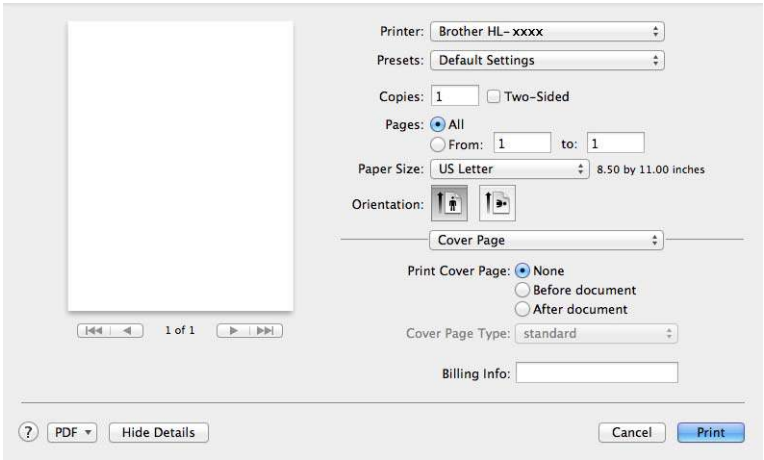 Printer: Brother HL-xxxx
Presets: Default Settings
Copies: 1 Two-Sided
Pages: All
From: 1 to: 1
Paper Size: US Letter 8.50 by 11.00 inches
Orientation:
Cover Page
Print Cover Page: None
Before document
After document
1 of 1
Cover Page Type: standard
Billing Info:
? PDF Hide Details Cancel Print